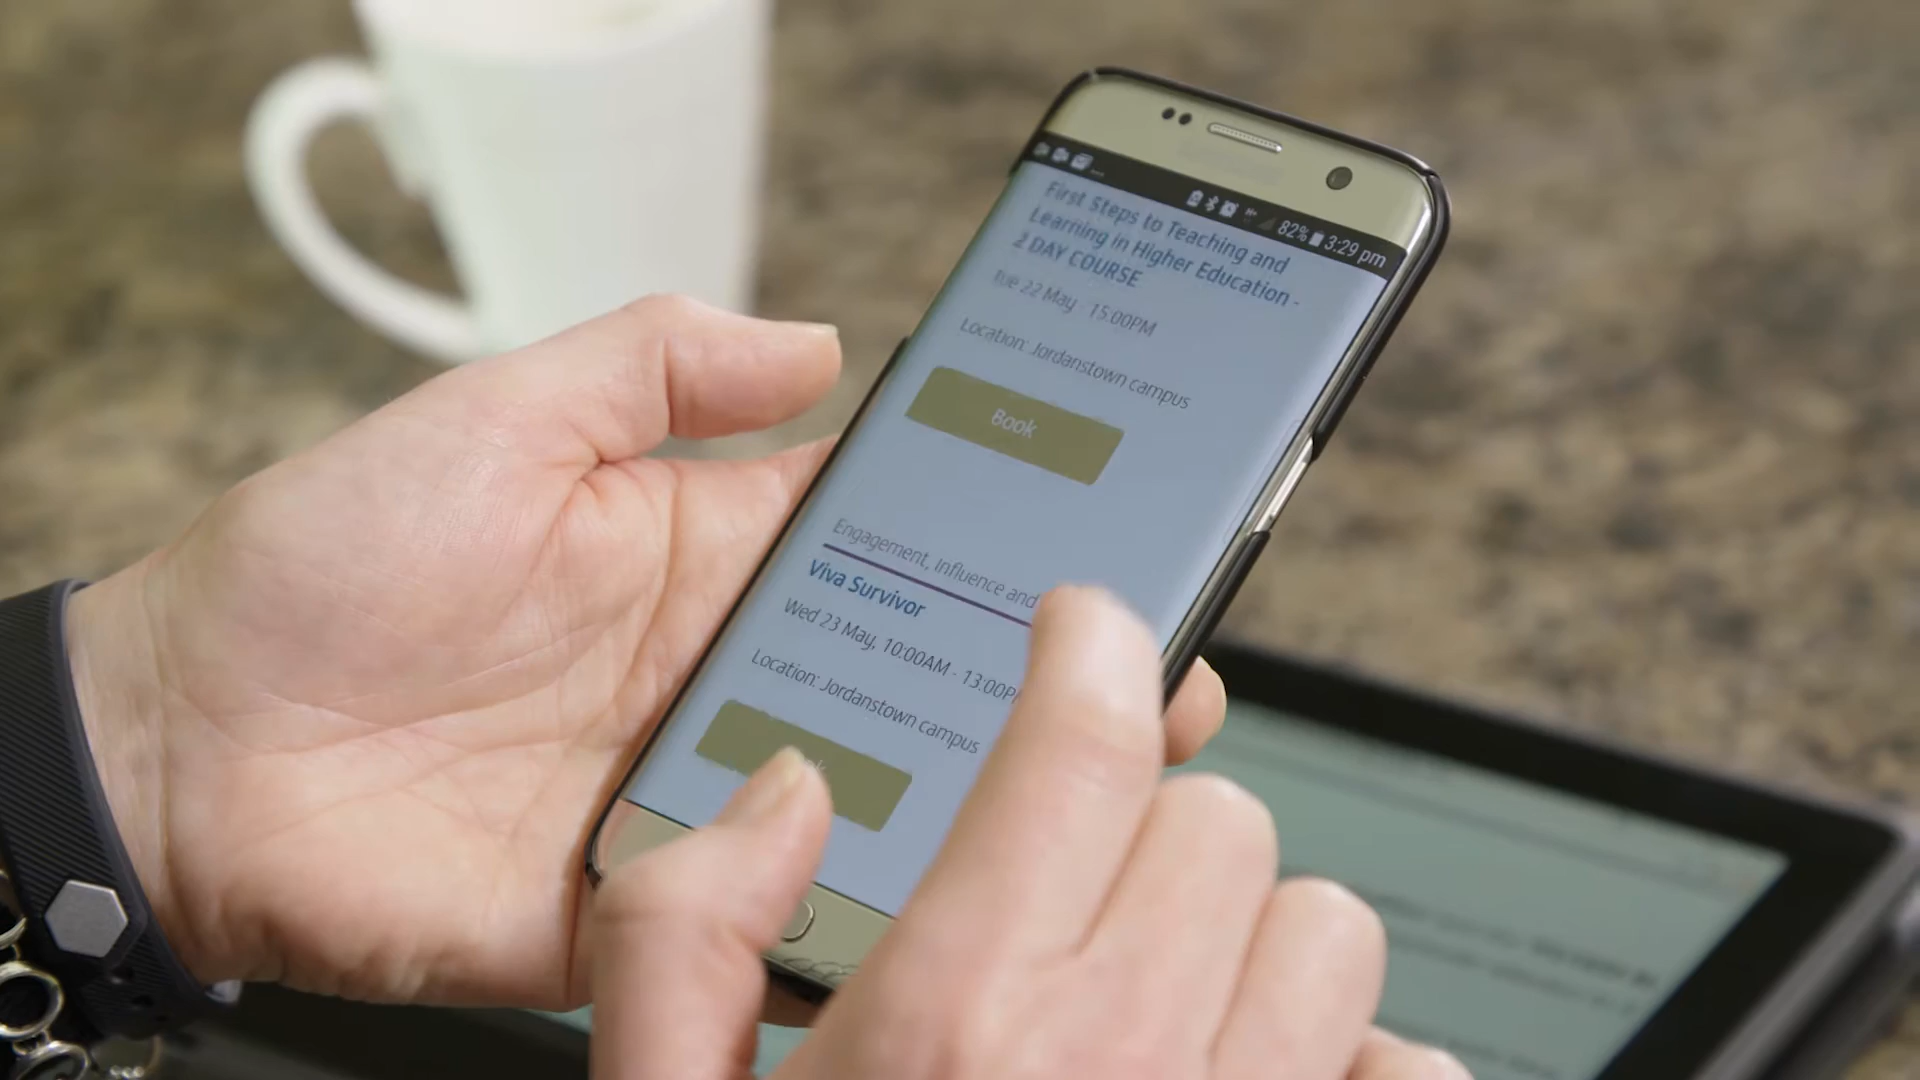 82% 3:29 pm
First Steps to Teaching and
Learning in Higher Education -
2 DAY COURSE
Tue 22 May - 15:00PM
Location: Jordanstown campus
Book
Engagement, Influence and
Viva Survivor
Wed 23 May, 10:00AM - 13:00P
Location: Jordanstown campus